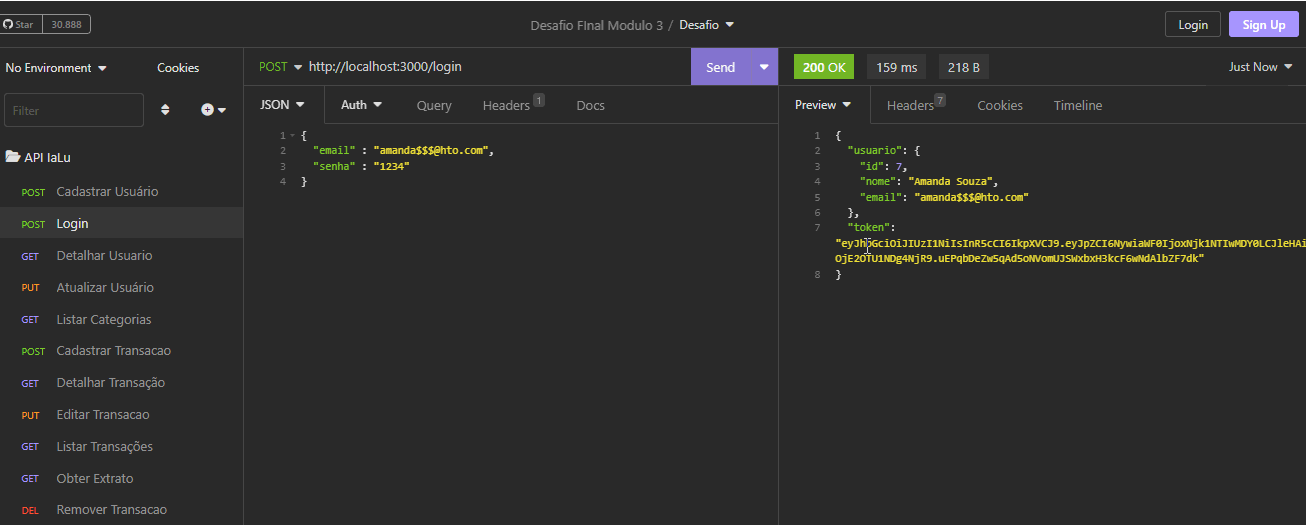 Star 30.888
Desafio FInal Modulo 3 / Desafio
Login
Sign Up
No Environment
Cookies
Filter
API IaLu
POST Cadastrar Usuário
POST Login
GET Detalhar Usuario
PUT Atualizar Usuário
GET Listar Categorias
POST Cadastrar Transacao
GET Detalhar Transação
PUT Editar Transacao
GET Listar Transações
GET Obter Extrato
DEL Remover Transacao
POST http://localhost:3000/login
Send
JSON Auth Query Headers 1 Docs
1 {
2 "email" : "amanda$$$@hto.com",
3 "senha" : "1234"
4 }
200 OK 159 ms 218 B
Just Now
Preview Headers 7 Cookies Timeline
1 {
2 "usuario": {
3 "id": 7,
4 "nome": "Amanda Souza",
5 "email": "amanda$$$@hto.com"
6 },
7 "token":
"eyJhbGciOiJIUzI1NiIsInR5cCI6IkpXVCJ9.eyJpZCI6NywiaWF0IjoxNjk1NTIwMDY0LCJleHAi
OjE2OTU1NDg4NjR9.uEPqbDeZw5qAd5oNVomUJSWxbxH3kcF6wNdAlbZF7dk"
8 }